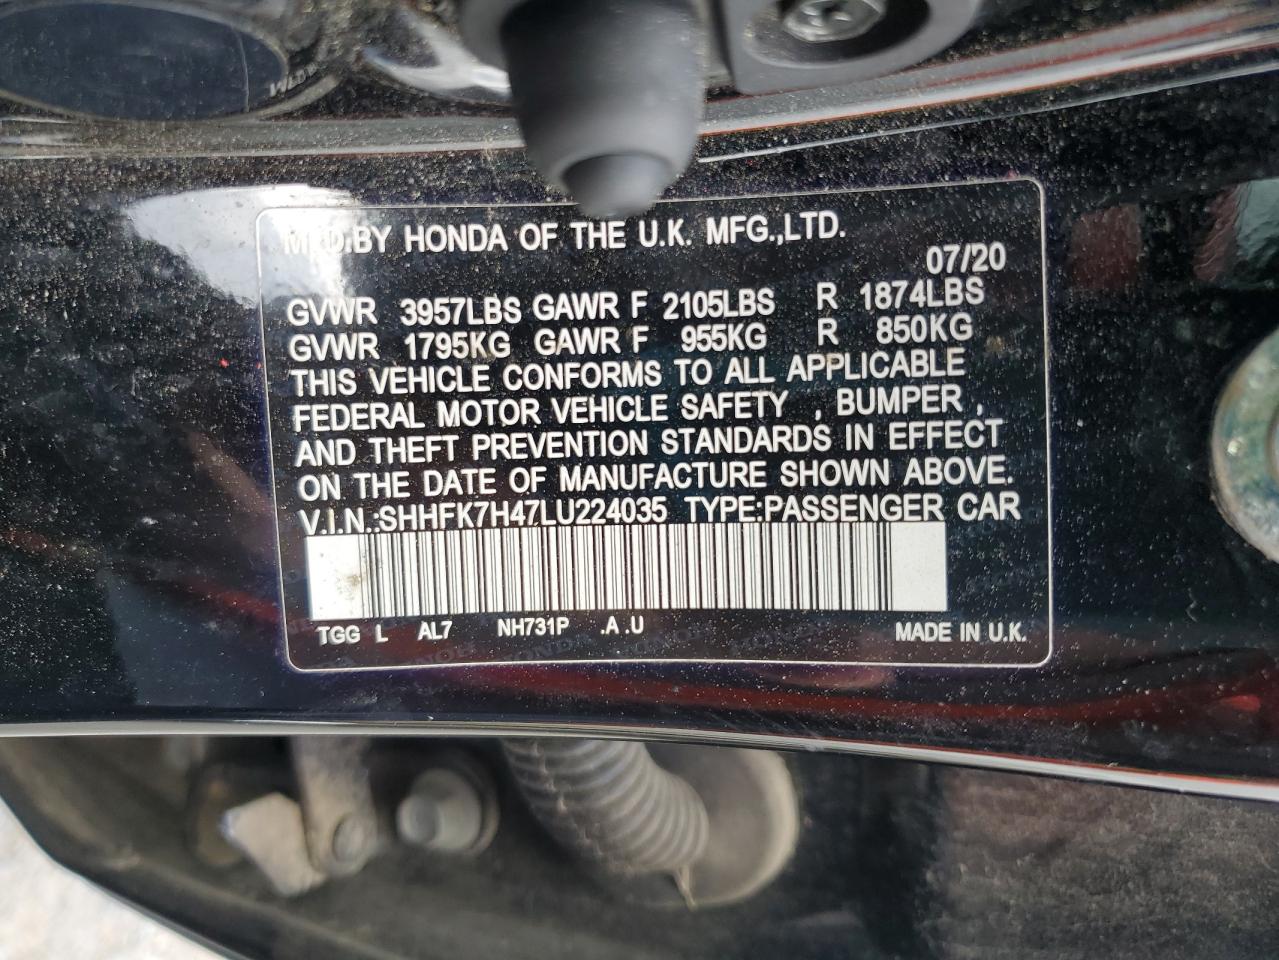 MFD.BY HONDA OF THE U.K. MFG.,LTD.
07/20
GVWR 3957LBS GAWR F 2105LBS R 1874LBS
GVWR 1795KG GAWR F 955KG R 850KG
THIS VEHICLE CONFORMS TO ALL APPLICABLE
FEDERAL MOTOR VEHICLE SAFETY , BUMPER ,
AND THEFT PREVENTION STANDARDS IN EFFECT
ON THE DATE OF MANUFACTURE SHOWN ABOVE.
V.I.N.:SHHFK7H47LU224035 TYPE:PASSENGER CAR
TGG L AL7 NH731P .A .U MADE IN U.K.